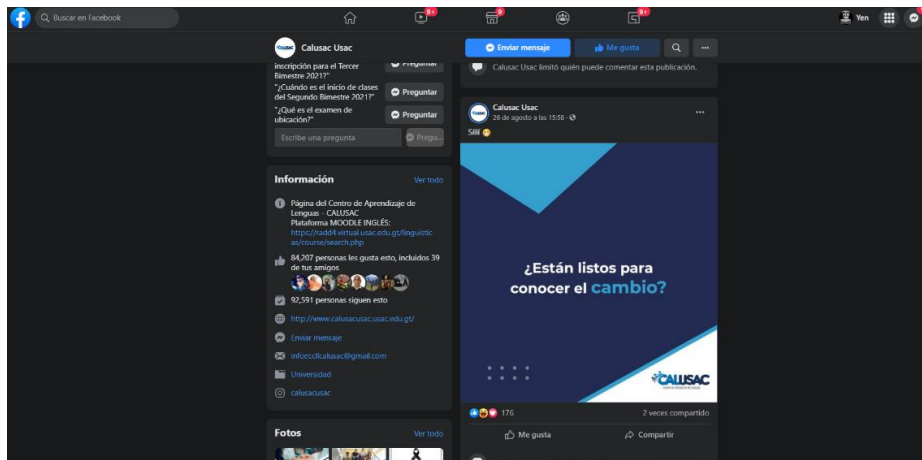 Buscar en Facebook
9+
9
9+
Yen
CALUSAC
Calusac Usac
Enviar mensaje
Me gusta
inscripción para el Tercer
Bimestre 2021?"
Preguntar
"¿Cuándo es el inicio de clases
del Segundo Bimestre 2021?"
Preguntar
"¿Qué es el examen de
ubicación?"
Preguntar
Escribe una pregunta
Pregu...
Información
Ver todo
Página del Centro de Aprendizaje de
Lenguas - CALUSAC
Plataforma MOODLE INGLÉS:
https://radd4.virtual.usac.edu.gt/linguistic
as/course/search.php
84,207 personas les gusta esto, incluidos 39
de tus amigos
92,591 personas siguen esto
http://www.calusacusac.usac.edu.gt/
Enviar mensaje
infoecclcalusac@gmail.com
Universidad
calusacusac
Fotos
Ver todo
Calusac Usac limitó quién puede comentar esta publicación.
Calusac Usac
26 de agosto a las 15:58
Siiii
¿Están listos para
conocer el cambio?
CALUSAC
176
2 veces compartido
Me gusta
Compartir